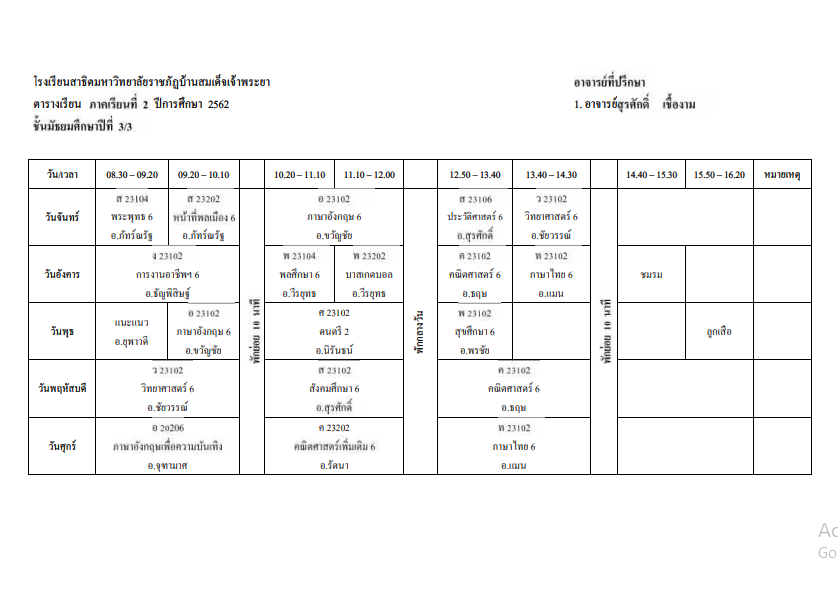 โรงเรียนสาธิตมหาวิทยาลัยราชภัฏบ้านสมเด็จเจ้าพระยา
อาจารย์ที่ปรึกษา
ตารางเรียน ภาคเรียนที่ 2 ปีการศึกษา 2562
1. อาจารย์สุรศักดิ์ เชื้องาม
ชั้นมัธยมศึกษาปีที่ 3/3
วัน/เวลา 08.30 – 09.20 09.20 – 10.10 10.20 – 11.10 11.10 – 12.00 12.50 – 13.40 13.40 – 14.30 14.40 – 15.30 15.50 – 16.20 หมายเหตุ
วันจันทร์
ส 23104
พระพุทธ 6
อ.ภัทร์ณรัฐ
ส 23202
หน้าที่พลเมือง 6
อ.ภัทร์ณรัฐ
อ 23102
ภาษาอังกฤษ 6
อ.ขวัญชัย
ส 23106
ประวัติศาสตร์ 6
อ.สุรศักดิ์
ว 23102
วิทยาศาสตร์ 6
อ.ชัยวรรณ์
วันอังคาร
ง 23102
การงานอาชีพฯ 6
อ.ธัญพิสิษฐ์
พ 23104
พลศึกษา 6
อ.วีรยุทธ
พ 23202
บาสเกตบอล
อ.วีรยุทธ
ค 23102
คณิตศาสตร์ 6
อ.ธฤษ
ท 23102
ภาษาไทย 6
อ.แมน
ชมรม
วันพุธ
แนะแนว
อ.ยุพาวดี
อ 23102
ภาษาอังกฤษ 6
อ.ขวัญชัย
พักย่อย 10 นาที
ศ 23102
ดนตรี 2
อ.นิรันธน์
พักกลางวัน
พ 23102
สุขศึกษา 6
อ.พรชัย
พักย่อย 10 นาที
ลูกเสือ
วันพฤหัสบดี
ว 23102
วิทยาศาสตร์ 6
อ.ชัยวรรณ์
ส 23102
สังคมศึกษา 6
อ.สุรศักดิ์
ค 23102
คณิตศาสตร์ 6
อ.ธฤษ
วันศุกร์
อ 20206
ภาษาอังกฤษเพื่อความบันเทิง
อ.จุฑามาศ
ค 23202
คณิตศาสตร์เพิ่มเติม 6
อ.รัตนา
ท 23102
ภาษาไทย 6
อ.แมน
Ac
Go